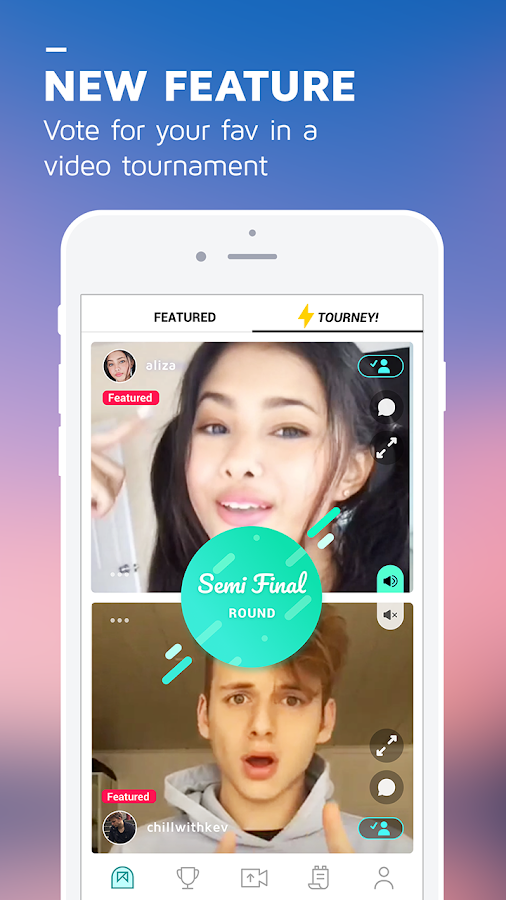 NEW FEATURE
Vote for your fav in a
video tournament
FEATURED
TOURNEY!
aliza
Featured
Semi Final
ROUND
Featured
chillwithkev